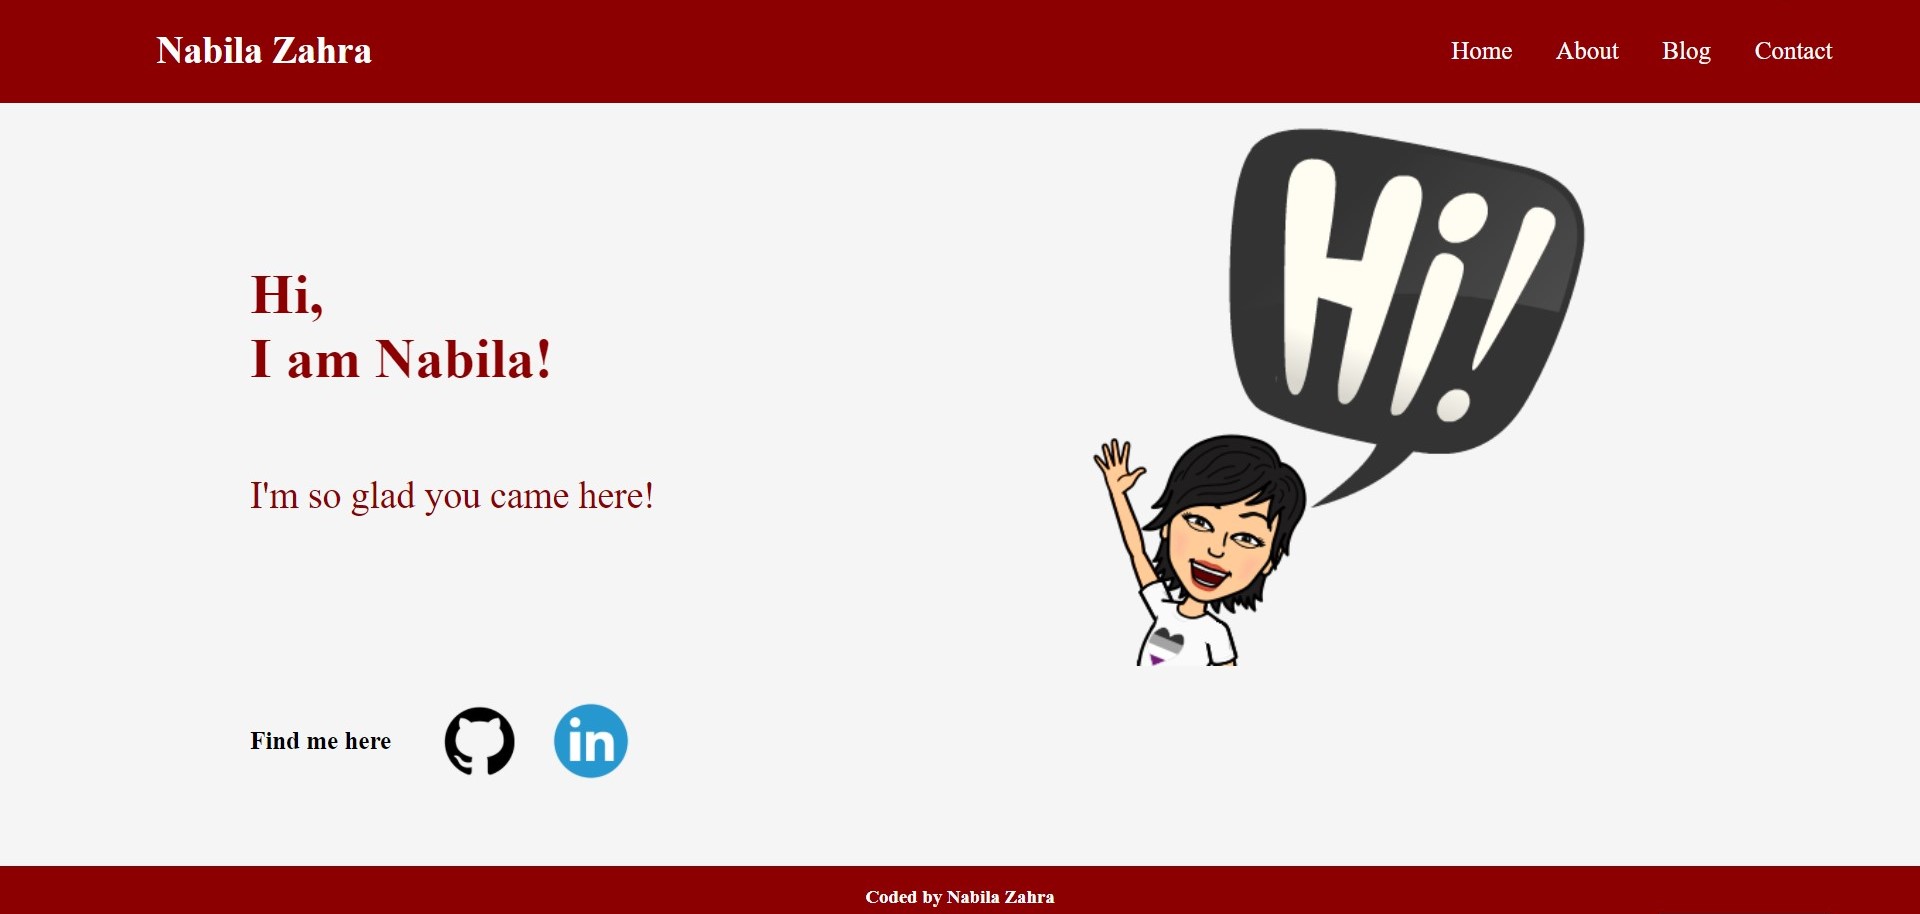 Nabila Zahra
Home About Blog Contact
Hi!
Hi,
I am Nabila!
I'm so glad you came here!
Find me here
in
Coded by Nabila Zahra